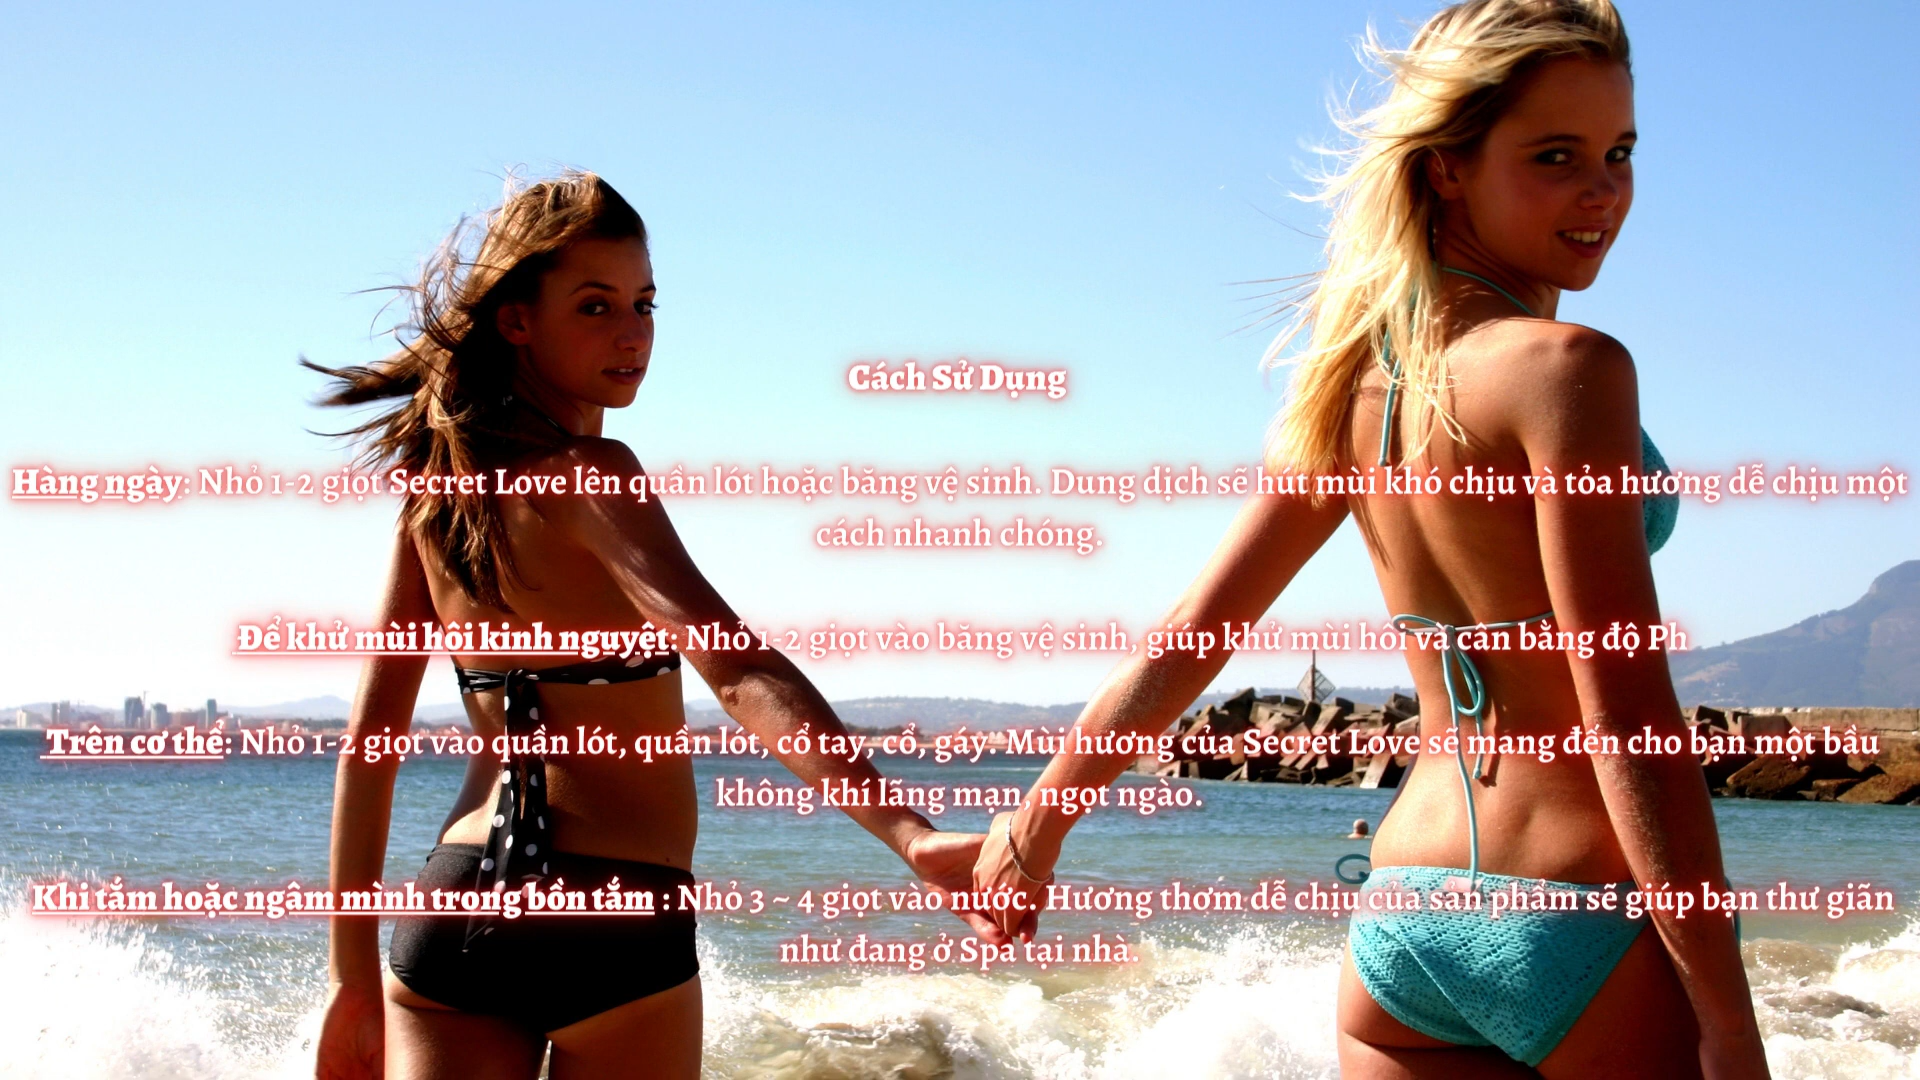 Cách Sử Dụng
Hàng ngày: Nhỏ 1-2 giọt Secret Love lên quần lót hoặc băng vệ sinh. Dung dịch sẽ hút mùi khó chịu và tỏa hương dễ chịu một
cách nhanh chóng.
Để khử mùi hôi kinh nguyệt: Nhỏ 1-2 giọt vào băng vệ sinh, giúp khử mùi hôi và cân bằng độ Ph
Trên cơ thể: Nhỏ 1-2 giọt vào quần lót, quần lót, cổ tay, cổ, gáy. Mùi hương của Secret Love sẽ mang đến cho bạn một bầu
không khí lãng mạn, ngọt ngào.
Khi tắm hoặc ngâm mình trong bồn tắm : Nhỏ 3 ~ 4 giọt vào nước. Hương thơm dễ chịu của sản phẩm sẽ giúp bạn thư giãn
như đang ở Spa tại nhà.